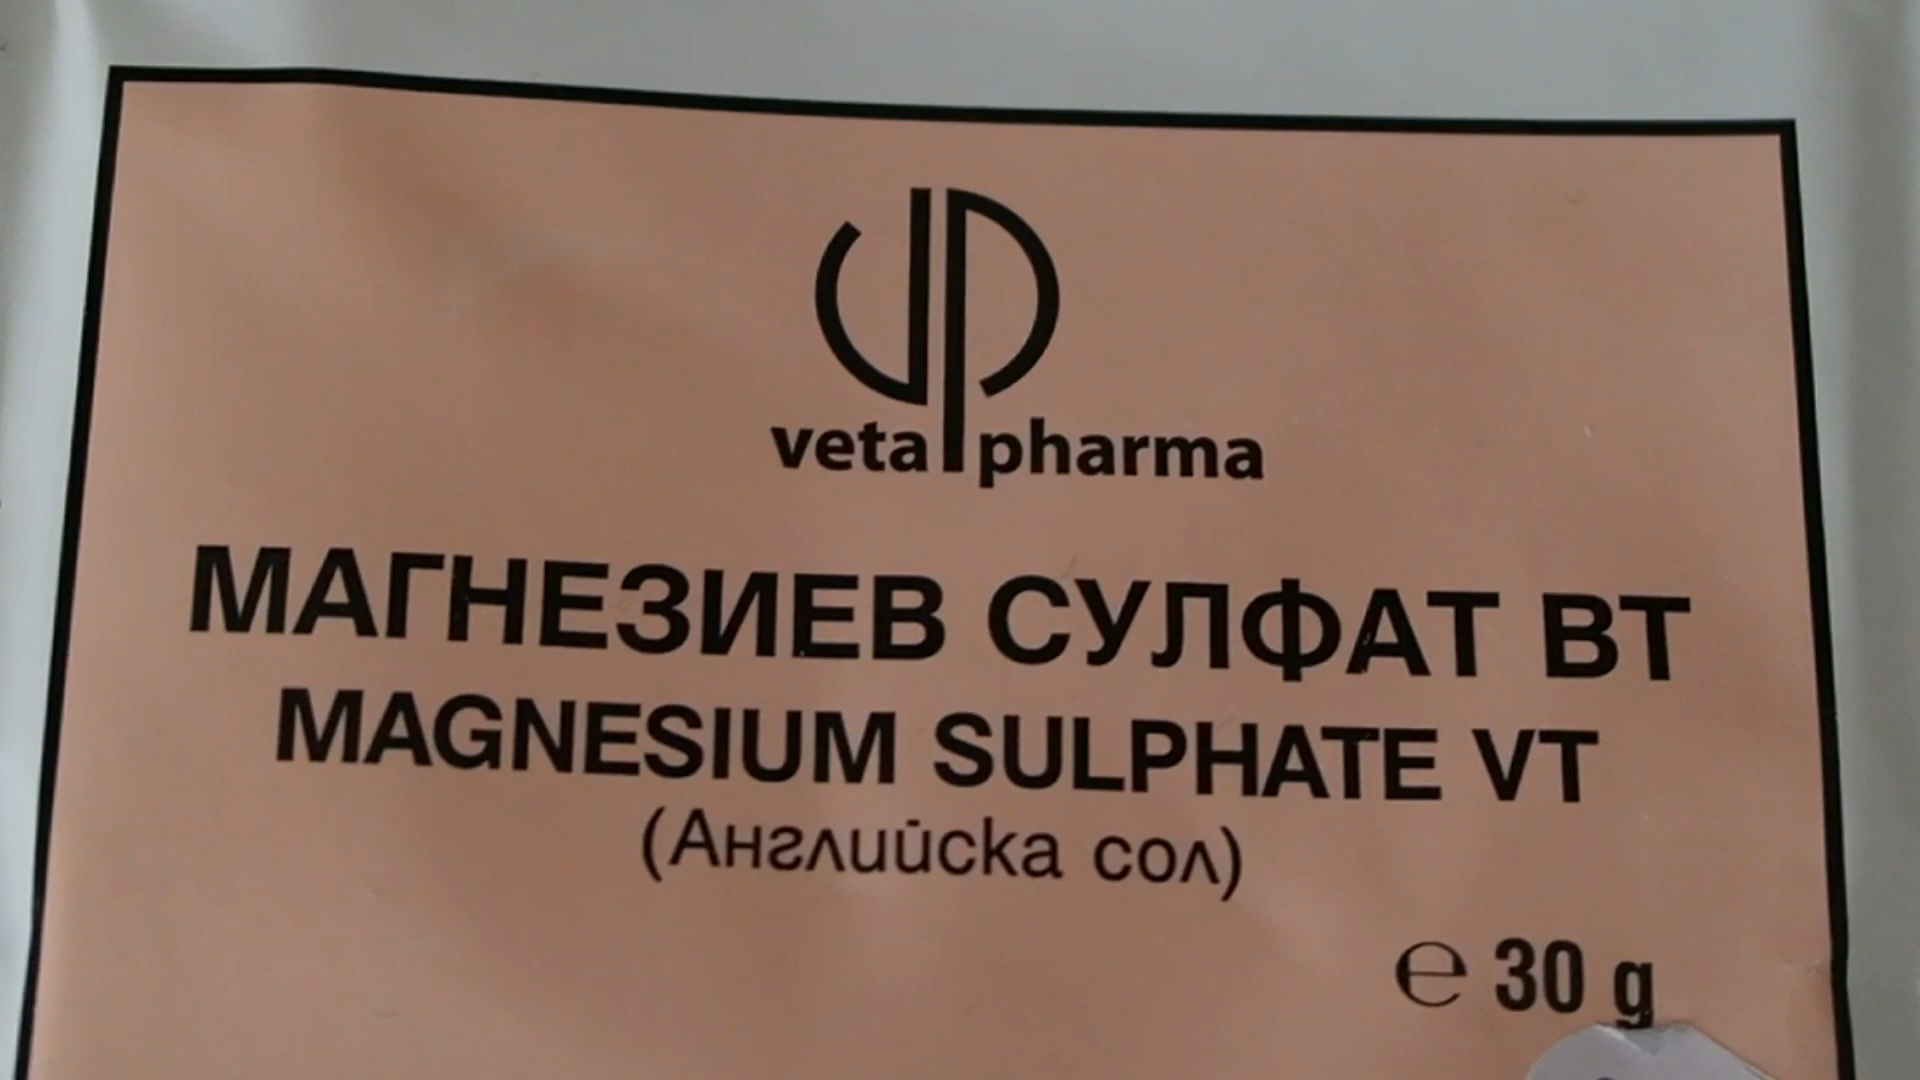 veta pharma
МАГНЕЗИЕВ СУЛФАТ ВТ
MAGNESIUM SULPHATE VT
(Английска сол)
℮ 30 g